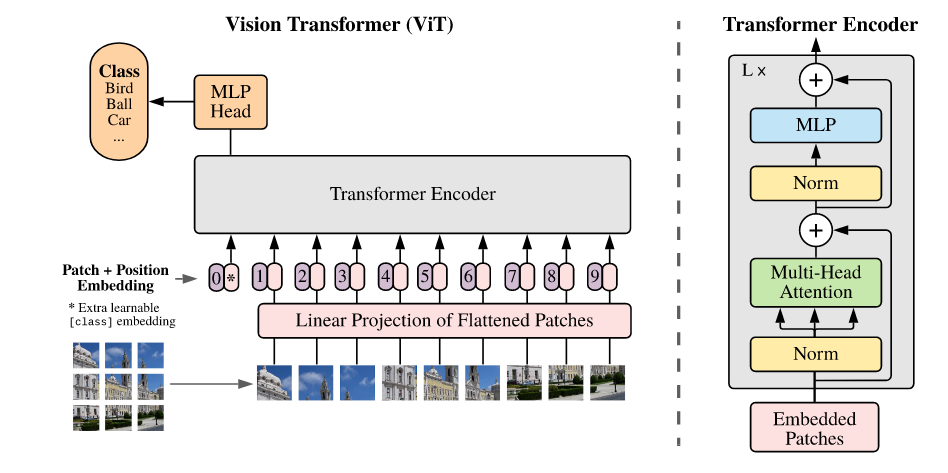 Vision Transformer (ViT)
Class
Bird
Ball
Car
...
MLP
Head
Transformer Encoder
Patch + Position
Embedding
0 * 1 2 3 4 5 6 7 8 9
* Extra learnable
[class] embedding
Linear Projection of Flattened Patches
Transformer Encoder
L ×
+
MLP
Norm
+
Multi-Head
Attention
Norm
Embedded
Patches